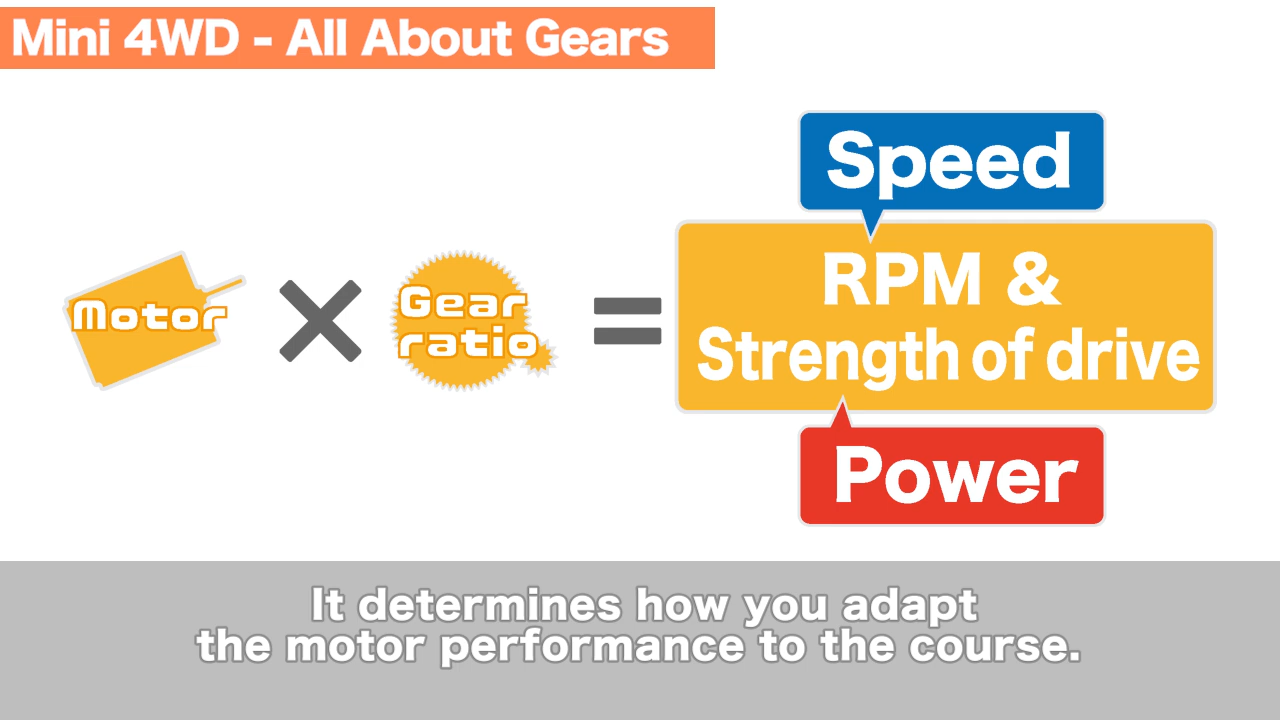 Mini 4WD - All About Gears
Speed
Motor
Gear
ratio
RPM &
Strength of drive
Power
It determines how you adapt
the motor performance to the course.